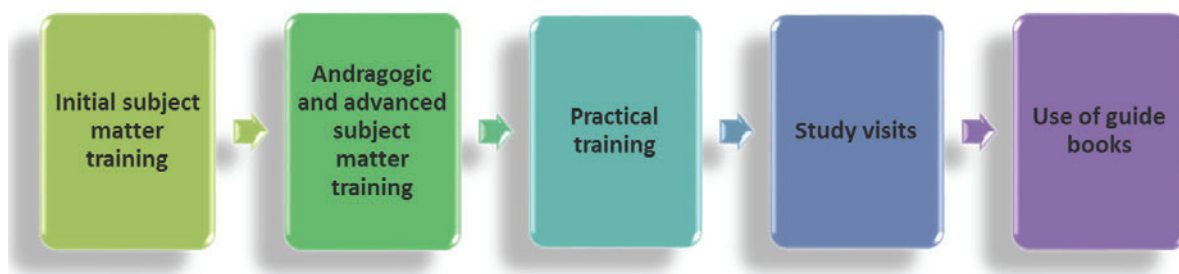 Initial subject
matter
training
Andragogic
and advanced
subject
matter
training
Practical
training
Study visits
Use of guide
books